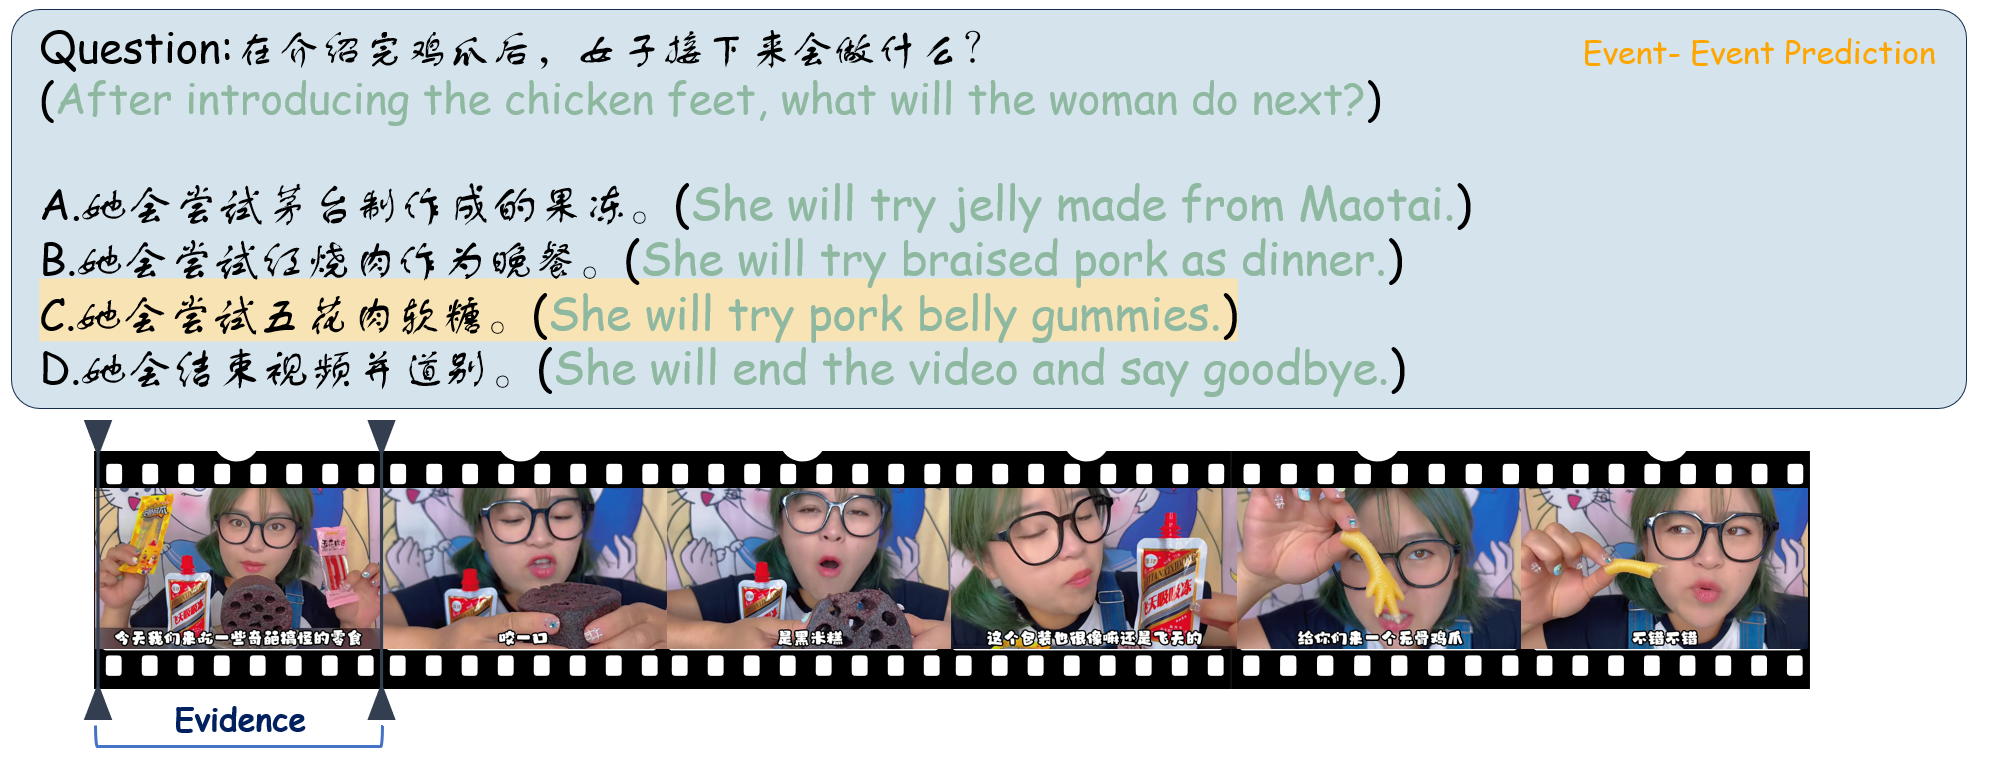 Question:在介绍完鸡爪后，女子接下来会做什么？
Event- Event Prediction
(After introducing the chicken feet, what will the woman do next?)
A.她会尝试茅台制作成的果冻。(She will try jelly made from Maotai.)
B.她会尝试红烧肉作为晚餐。(She will try braised pork as dinner.)
C.她会尝试五花肉软糖。(She will try pork belly gummies.)
D.她会结束视频并道别。(She will end the video and say goodbye.)
今天我们来吃一些奇葩搞怪的零食
咬一口
是黑米糕
这个包装也很像嘛还是飞天的
给你们来一个无骨鸡爪
不错不错
Evidence